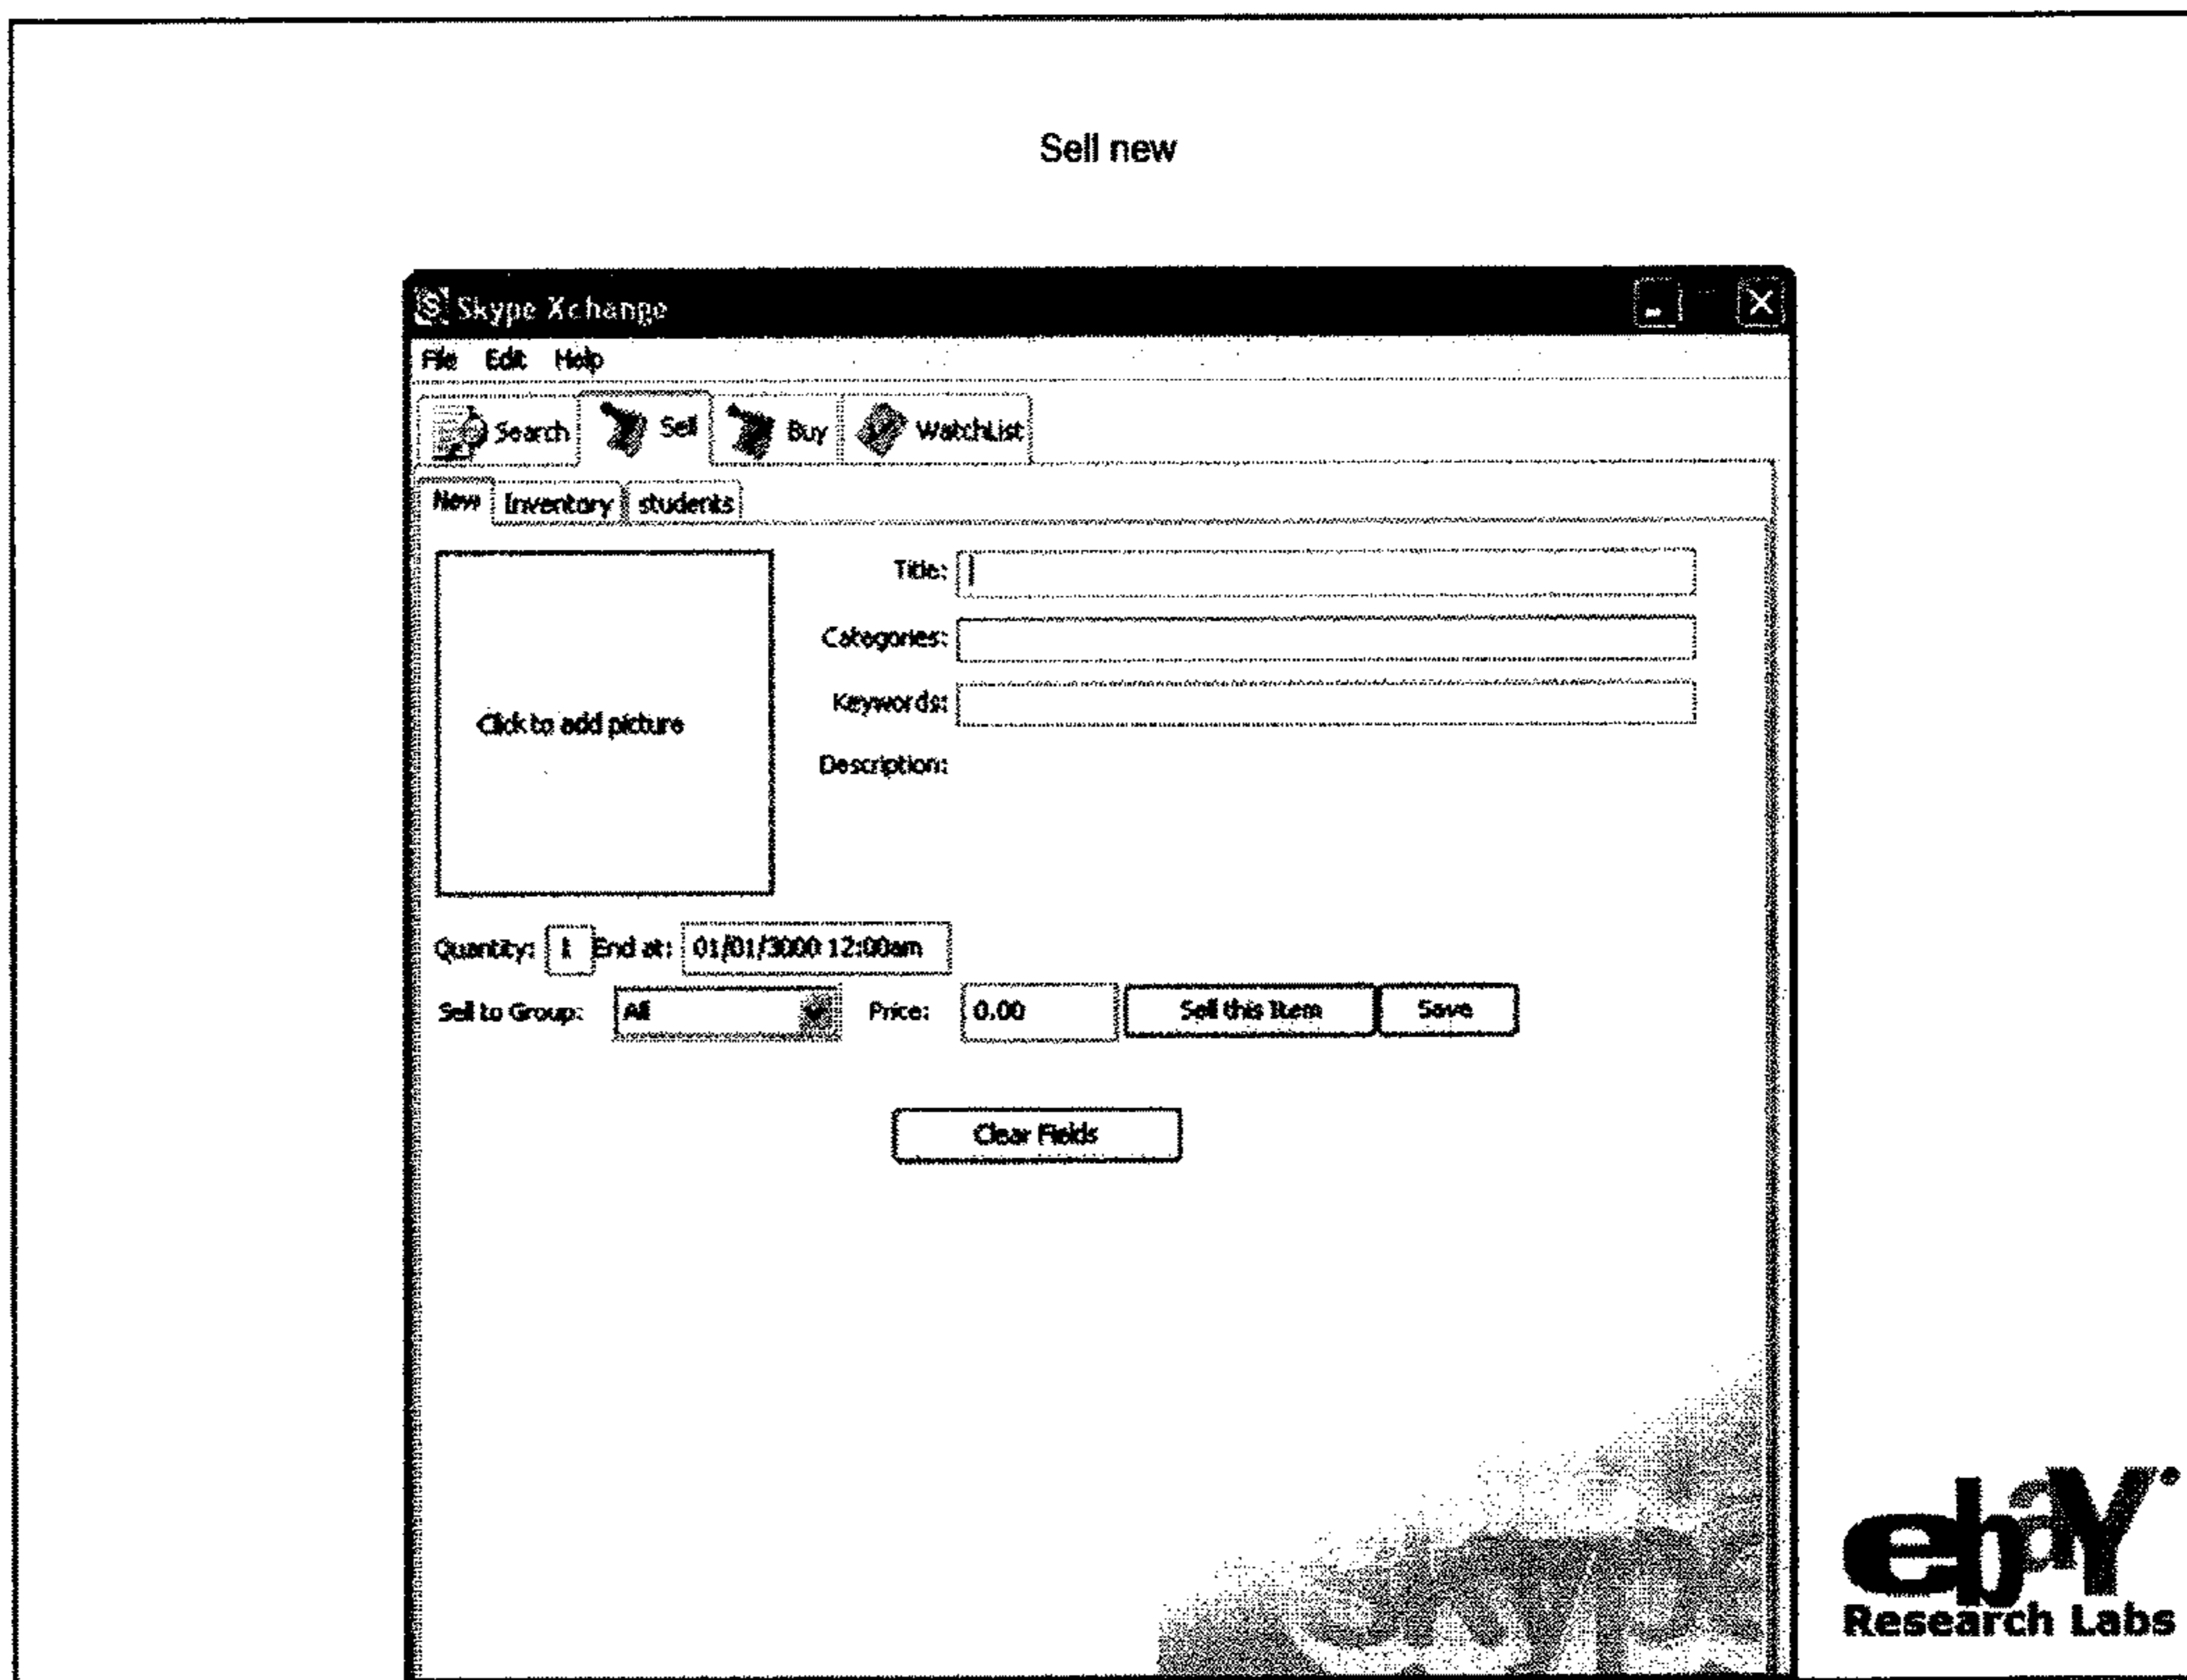 Sell new
Skype Xchange
File Edit Help
Search Sell Buy WatchList
New Inventory students
Title:
Categories:
Keywords:
Click to add picture
Description:
Quantity: 1 End at: 01/01/3000 12:00am
Sell to Group: All Price: 0.00 Sell this Item Save
Clear Fields
skype
ebaY
Research Labs